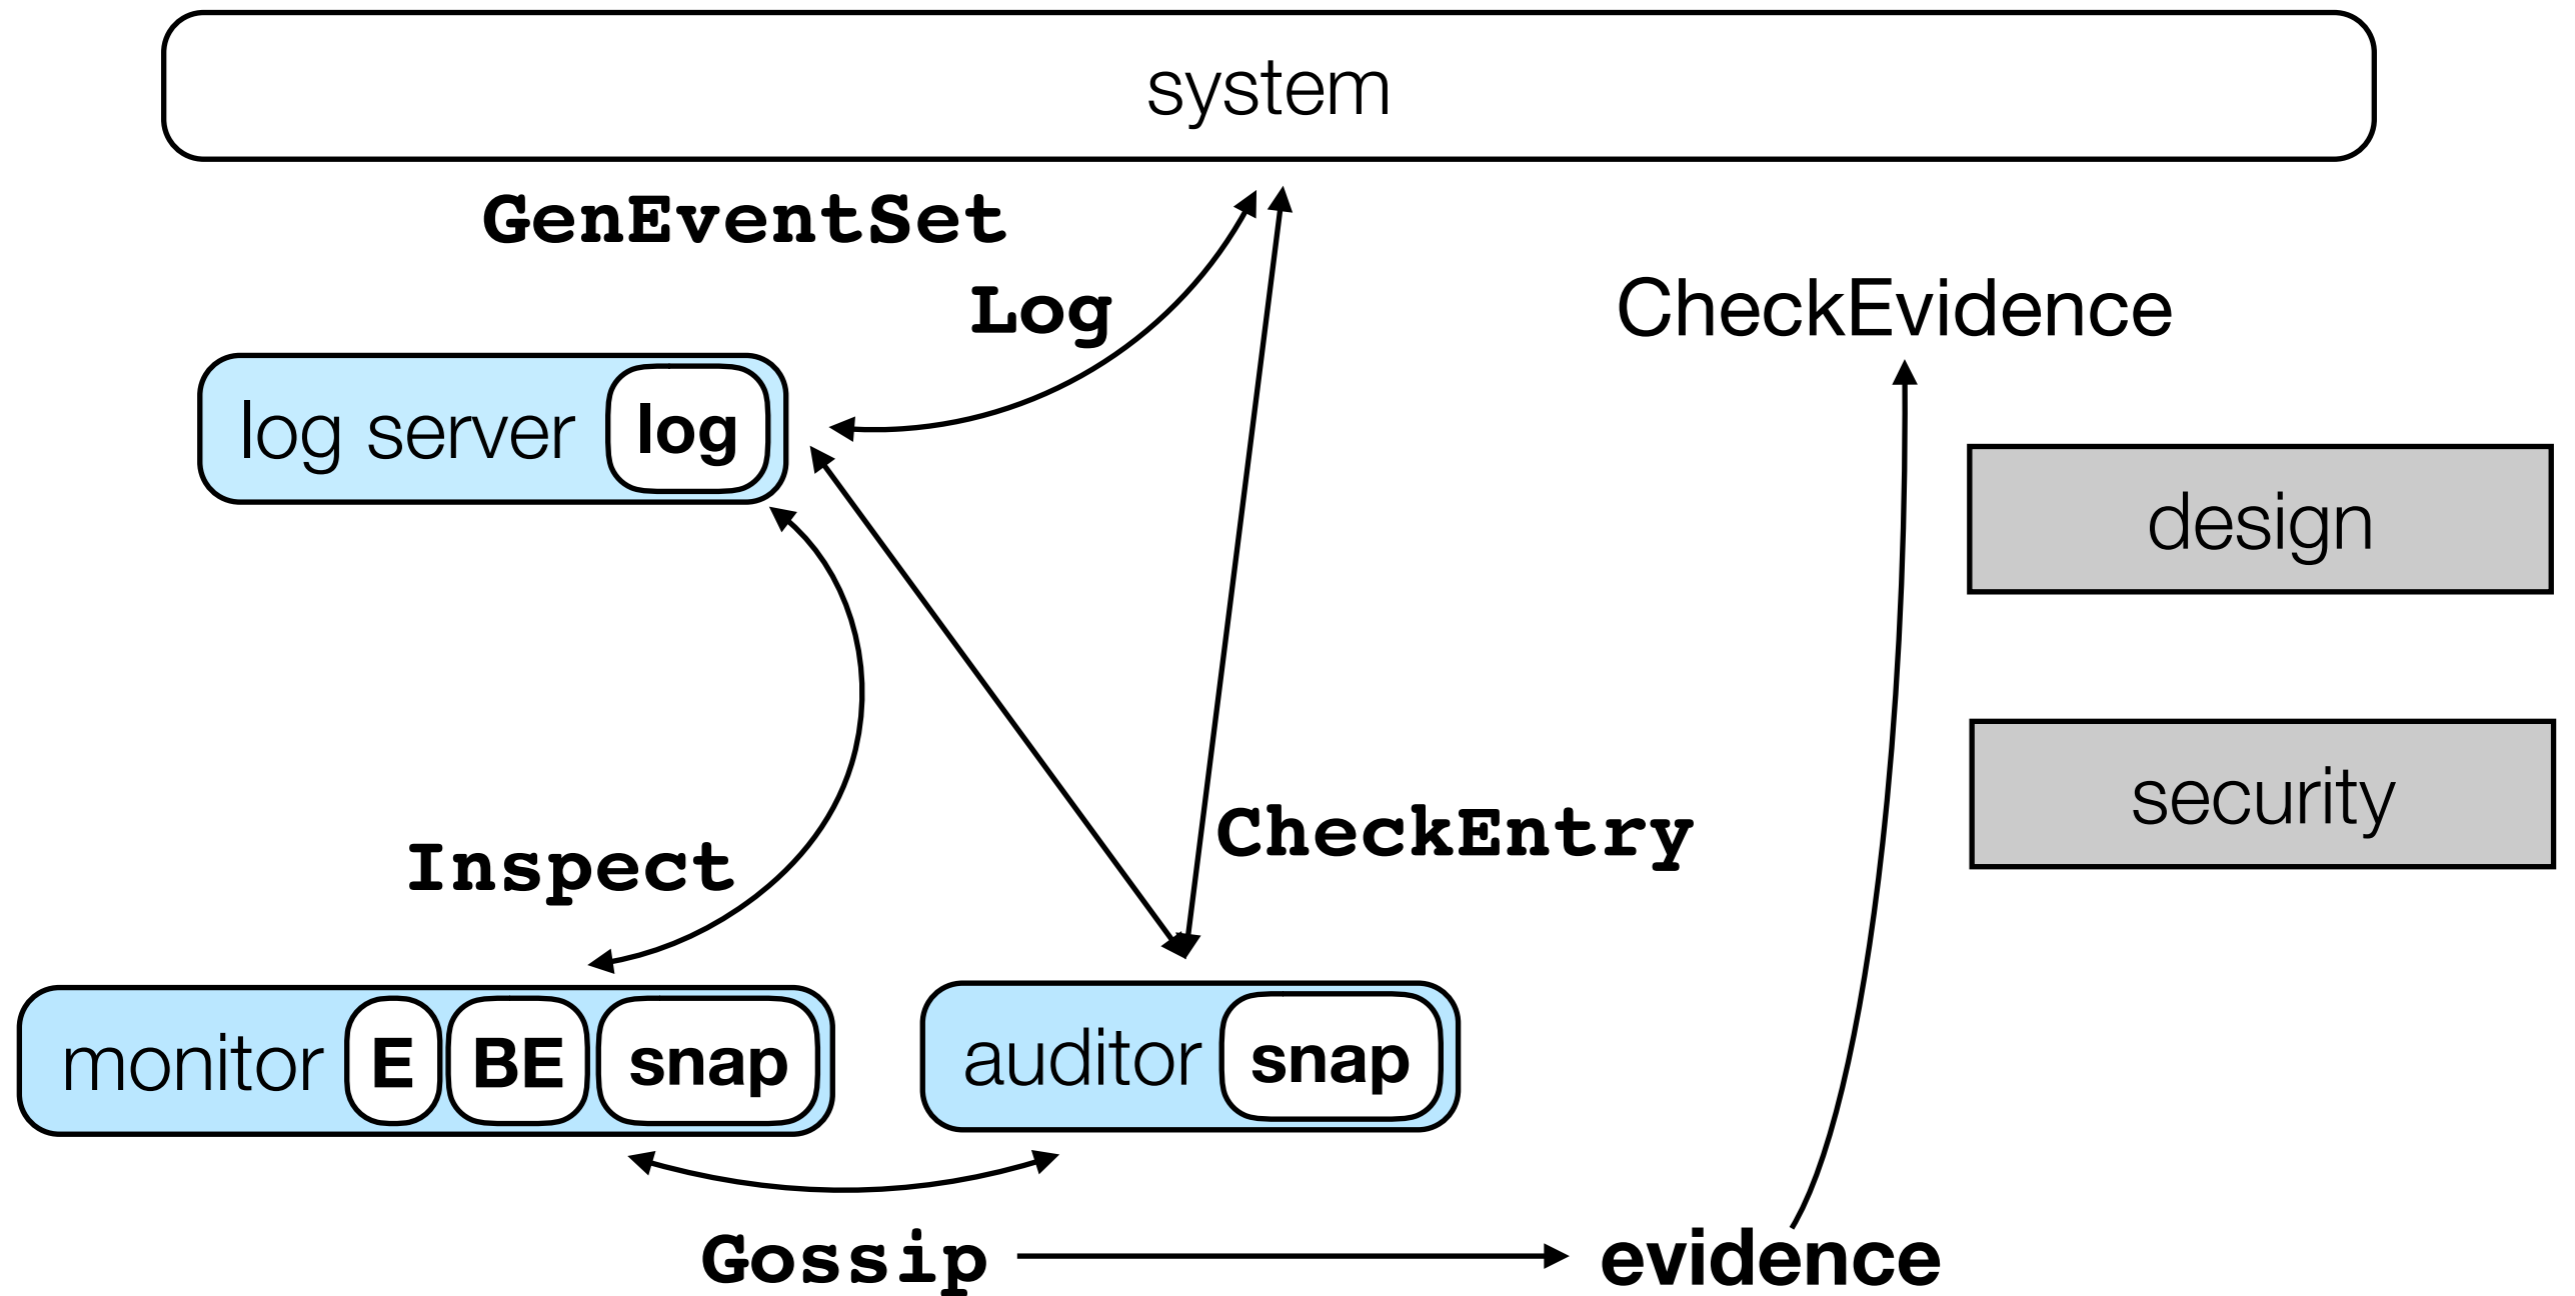 system
GenEventSet
Log
CheckEvidence
log server log
design
security
CheckEntry
Inspect
monitor E BE snap
auditor snap
Gossip
evidence